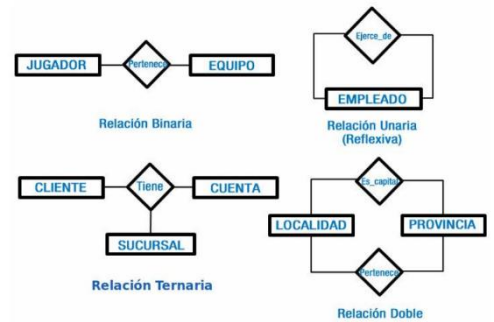 JUGADOR
Pertenece
EQUIPO
Relación Binaria
Ejerce_de
EMPLEADO
Relación Unaria
(Reflexiva)
CLIENTE
Tiene
CUENTA
SUCURSAL
Relación Ternaria
Es_capital
LOCALIDAD
PROVINCIA
Pertenece
Relación Doble